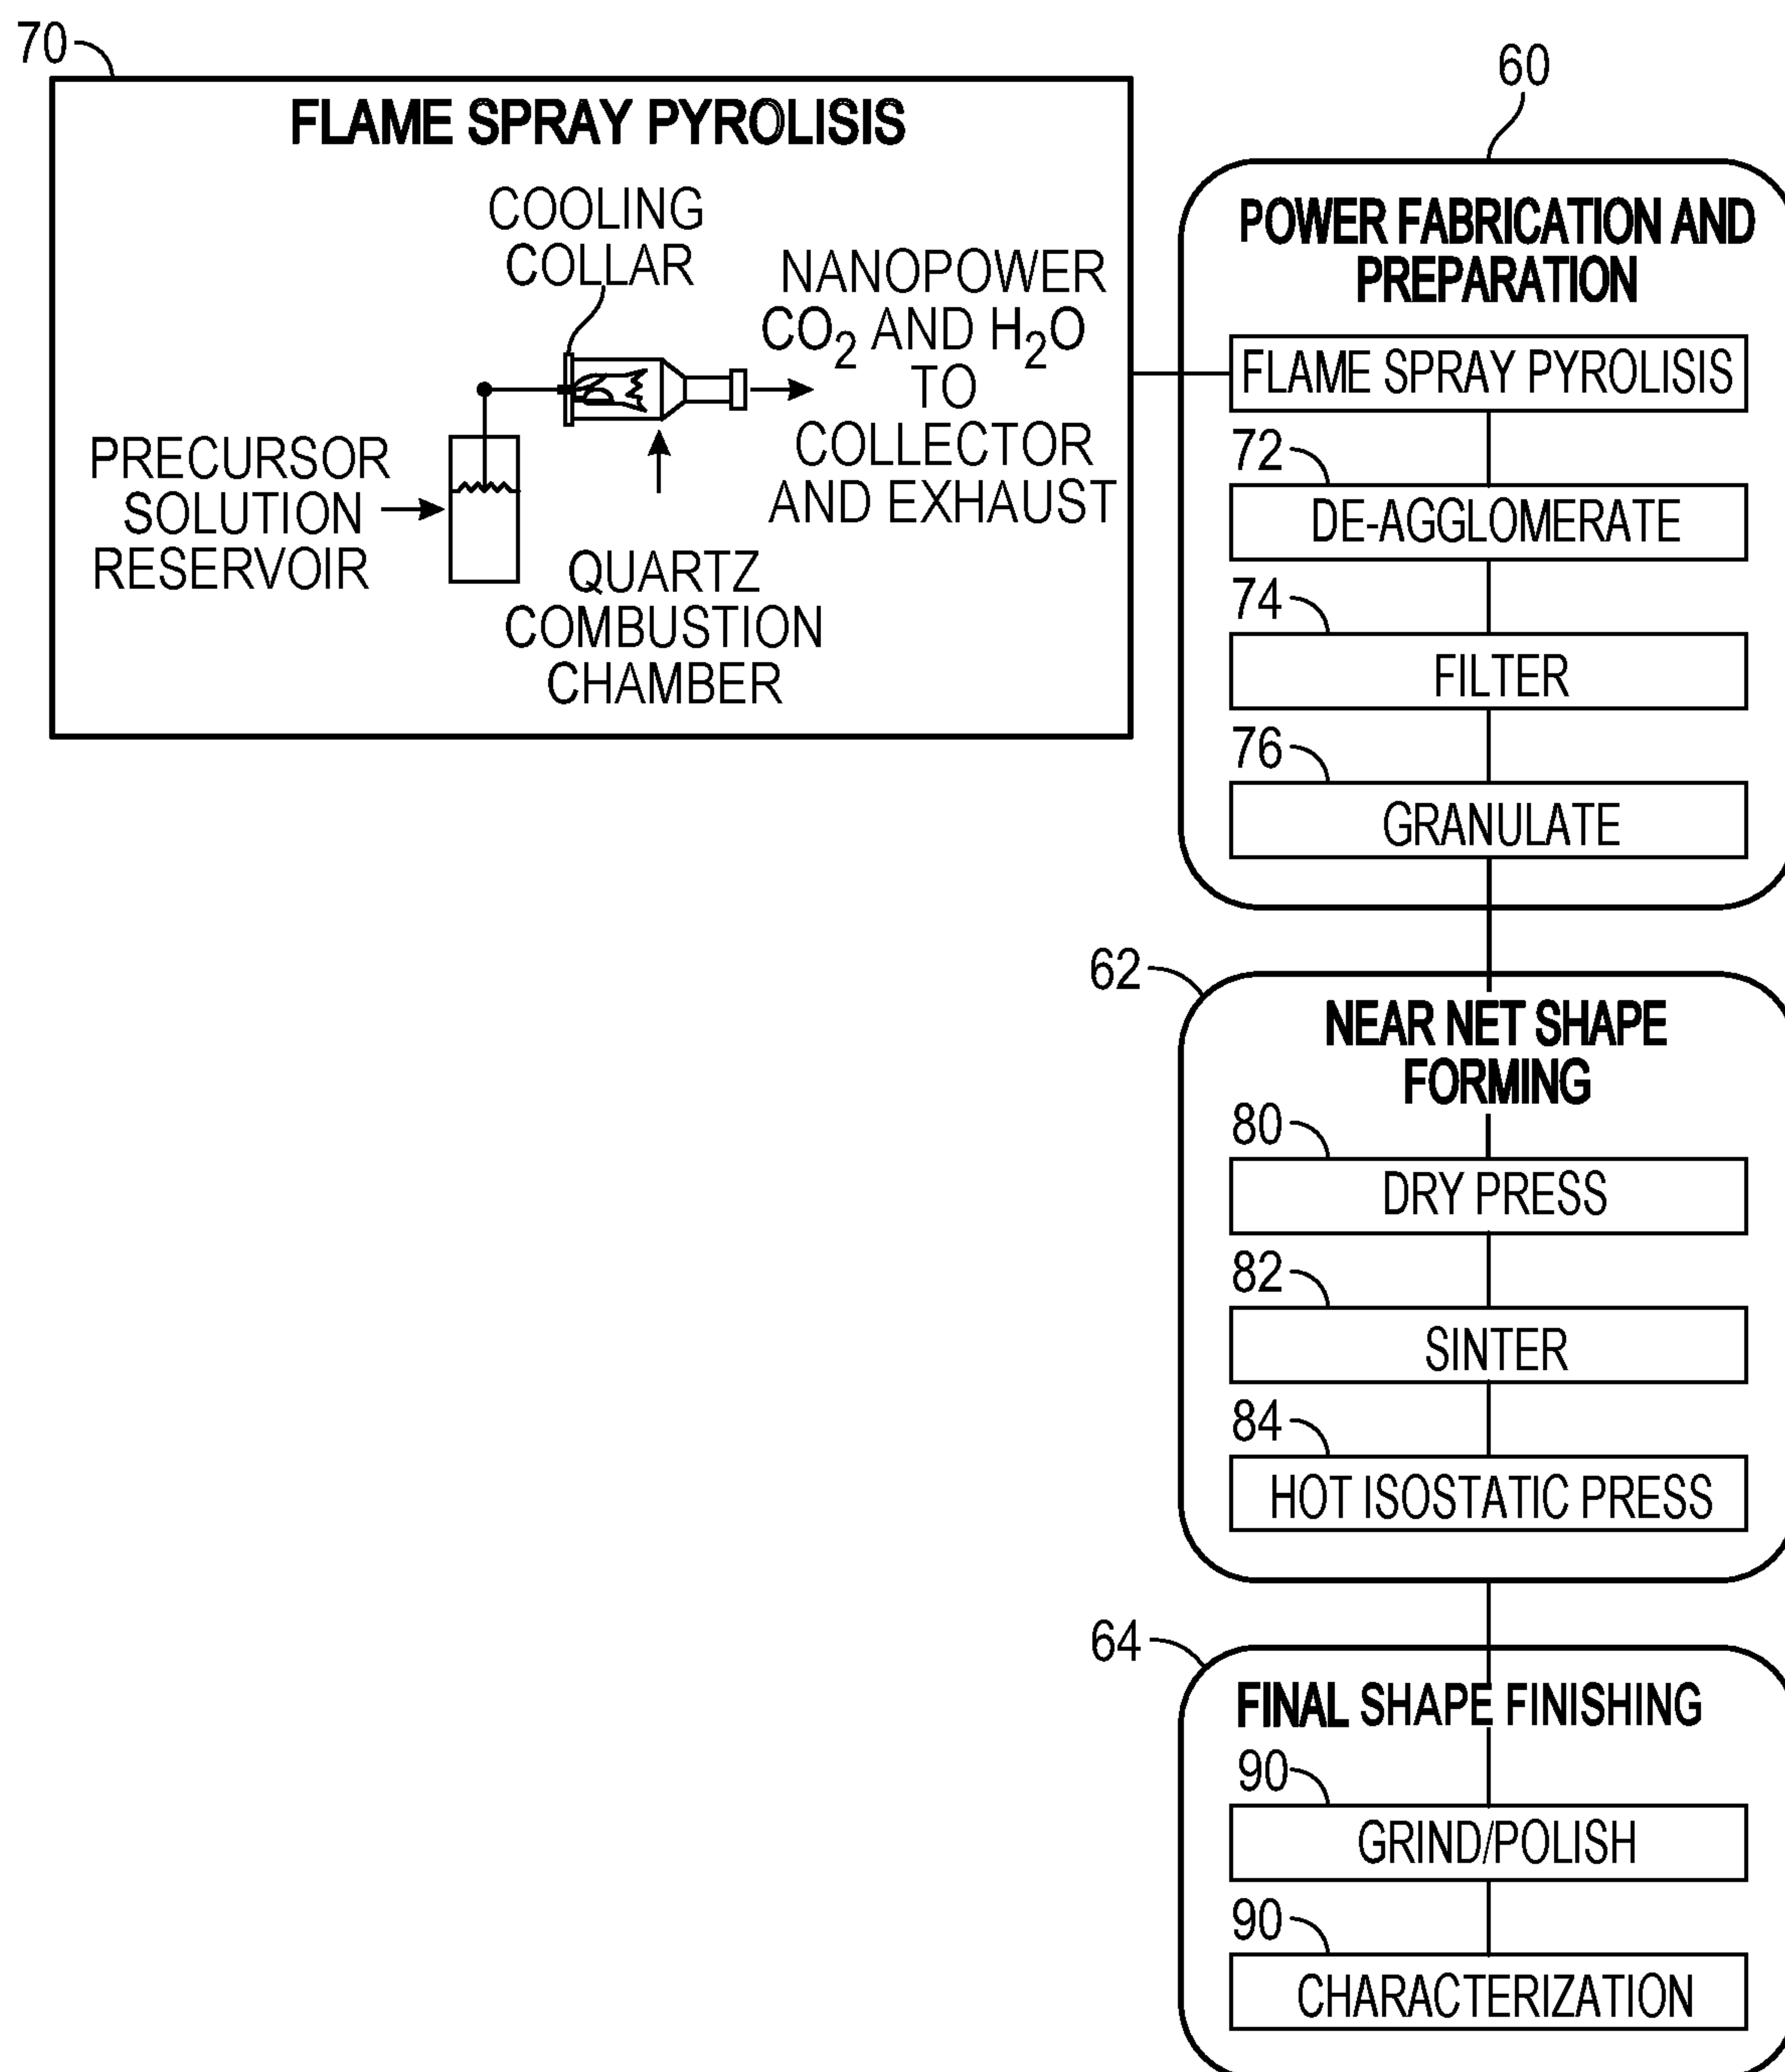 70
FLAME SPRAY PYROLISIS
COOLING
COLLAR
NANOPOWER
CO₂ AND H₂O
TO
COLLECTOR
AND EXHAUST
PRECURSOR
SOLUTION
RESERVOIR
QUARTZ
COMBUSTION
CHAMBER
60
POWER FABRICATION AND
PREPARATION
FLAME SPRAY PYROLISIS
72
DE-AGGLOMERATE
74
FILTER
76
GRANULATE
62
NEAR NET SHAPE
FORMING
80
DRY PRESS
82
SINTER
84
HOT ISOSTATIC PRESS
64
FINAL SHAPE FINISHING
90
GRIND/POLISH
90
CHARACTERIZATION